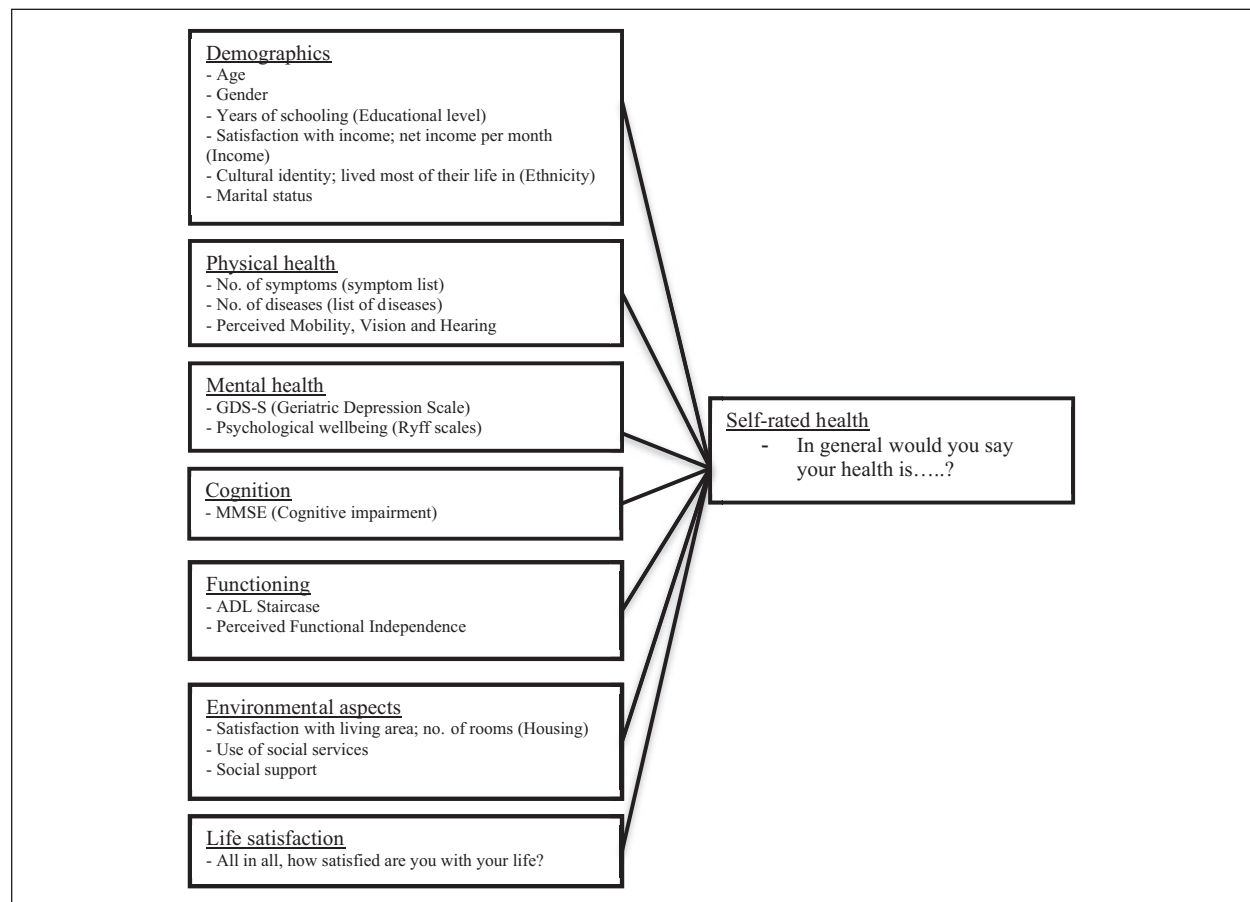 Demographics
- Age
- Gender
- Years of schooling (Educational level)
- Satisfaction with income; net income per month
(Income)
- Cultural identity; lived most of their life in (Ethnicity)
- Marital status
Physical health
- No. of symptoms (symptom list)
- No. of diseases (list of diseases)
- Perceived Mobility, Vision and Hearing
Mental health
- GDS-S (Geriatric Depression Scale)
- Psychological wellbeing (Ryff scales)
Cognition
- MMSE (Cognitive impairment)
Functioning
- ADL Staircase
- Perceived Functional Independence
Environmental aspects
- Satisfaction with living area; no. of rooms (Housing)
- Use of social services
- Social support
Life satisfaction
- All in all, how satisfied are you with your life?
Self-rated health
- In general would you say
your health is…..?